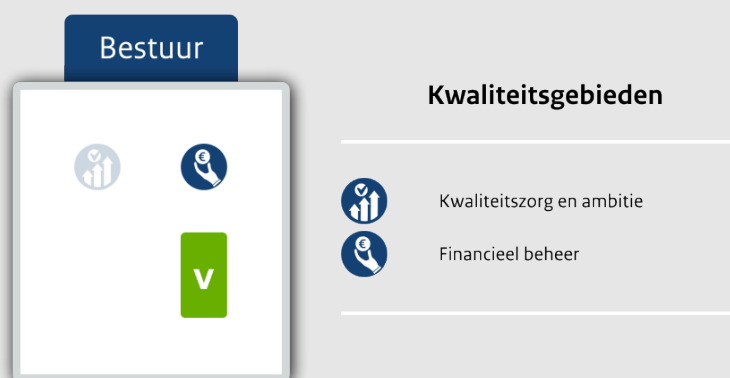 Bestuur
€
V
Kwaliteitsgebieden
Kwaliteitszorg en ambitie
€
Financieel beheer